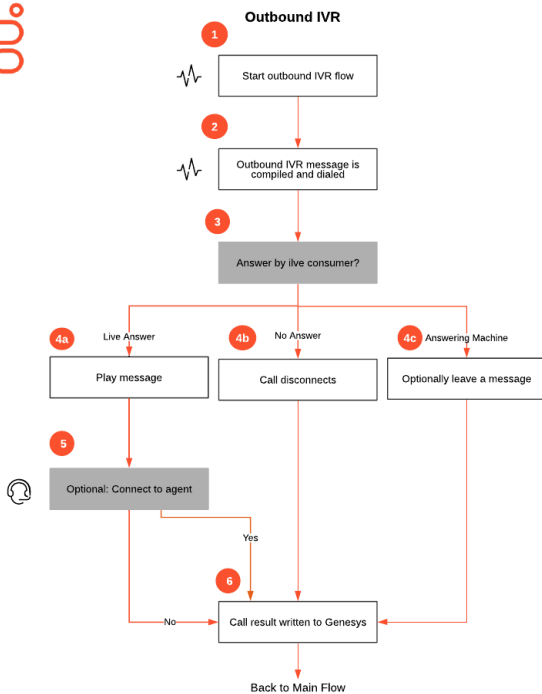 Outbound IVR
1
Start outbound IVR flow
2
Outbound IVR message is
compiled and dialed
3
Answer by ilve consumer?
4a
Live Answer
4b
No Answer
4c
Answering Machine
Play message
Call disconnects
Optionally leave a message
5
Optional: Connect to agent
Yes
6
No
Call result written to Genesys
Back to Main Flow